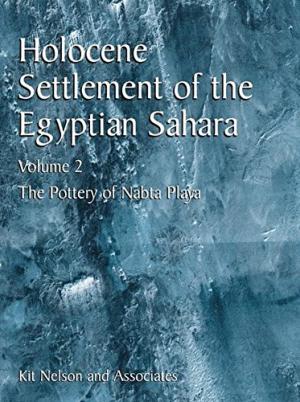 Holocene
Settlement of the
Egyptian Sahara
Volume 2
The Pottery of Nabta Playa
Kit Nelson and Associates